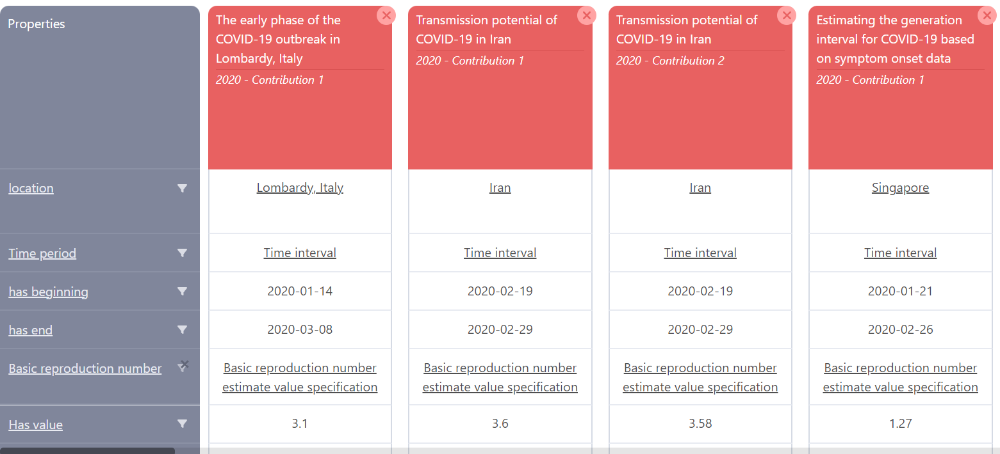 Properties
The early phase of the
COVID-19 outbreak in
Lombardy, Italy
2020 - Contribution 1
Transmission potential of
COVID-19 in Iran
2020 - Contribution 1
Transmission potential of
COVID-19 in Iran
2020 - Contribution 2
Estimating the generation
interval for COVID-19 based
on symptom onset data
2020 - Contribution 1
location
Lombardy, Italy
Iran
Iran
Singapore
Time period
Time interval
Time interval
Time interval
Time interval
has beginning
2020-01-14
2020-02-19
2020-02-19
2020-01-21
has end
2020-03-08
2020-02-29
2020-02-29
2020-02-26
Basic reproduction number
Basic reproduction number
estimate value specification
Basic reproduction number
estimate value specification
Basic reproduction number
estimate value specification
Basic reproduction number
estimate value specification
Has value
3.1
3.6
3.58
1.27